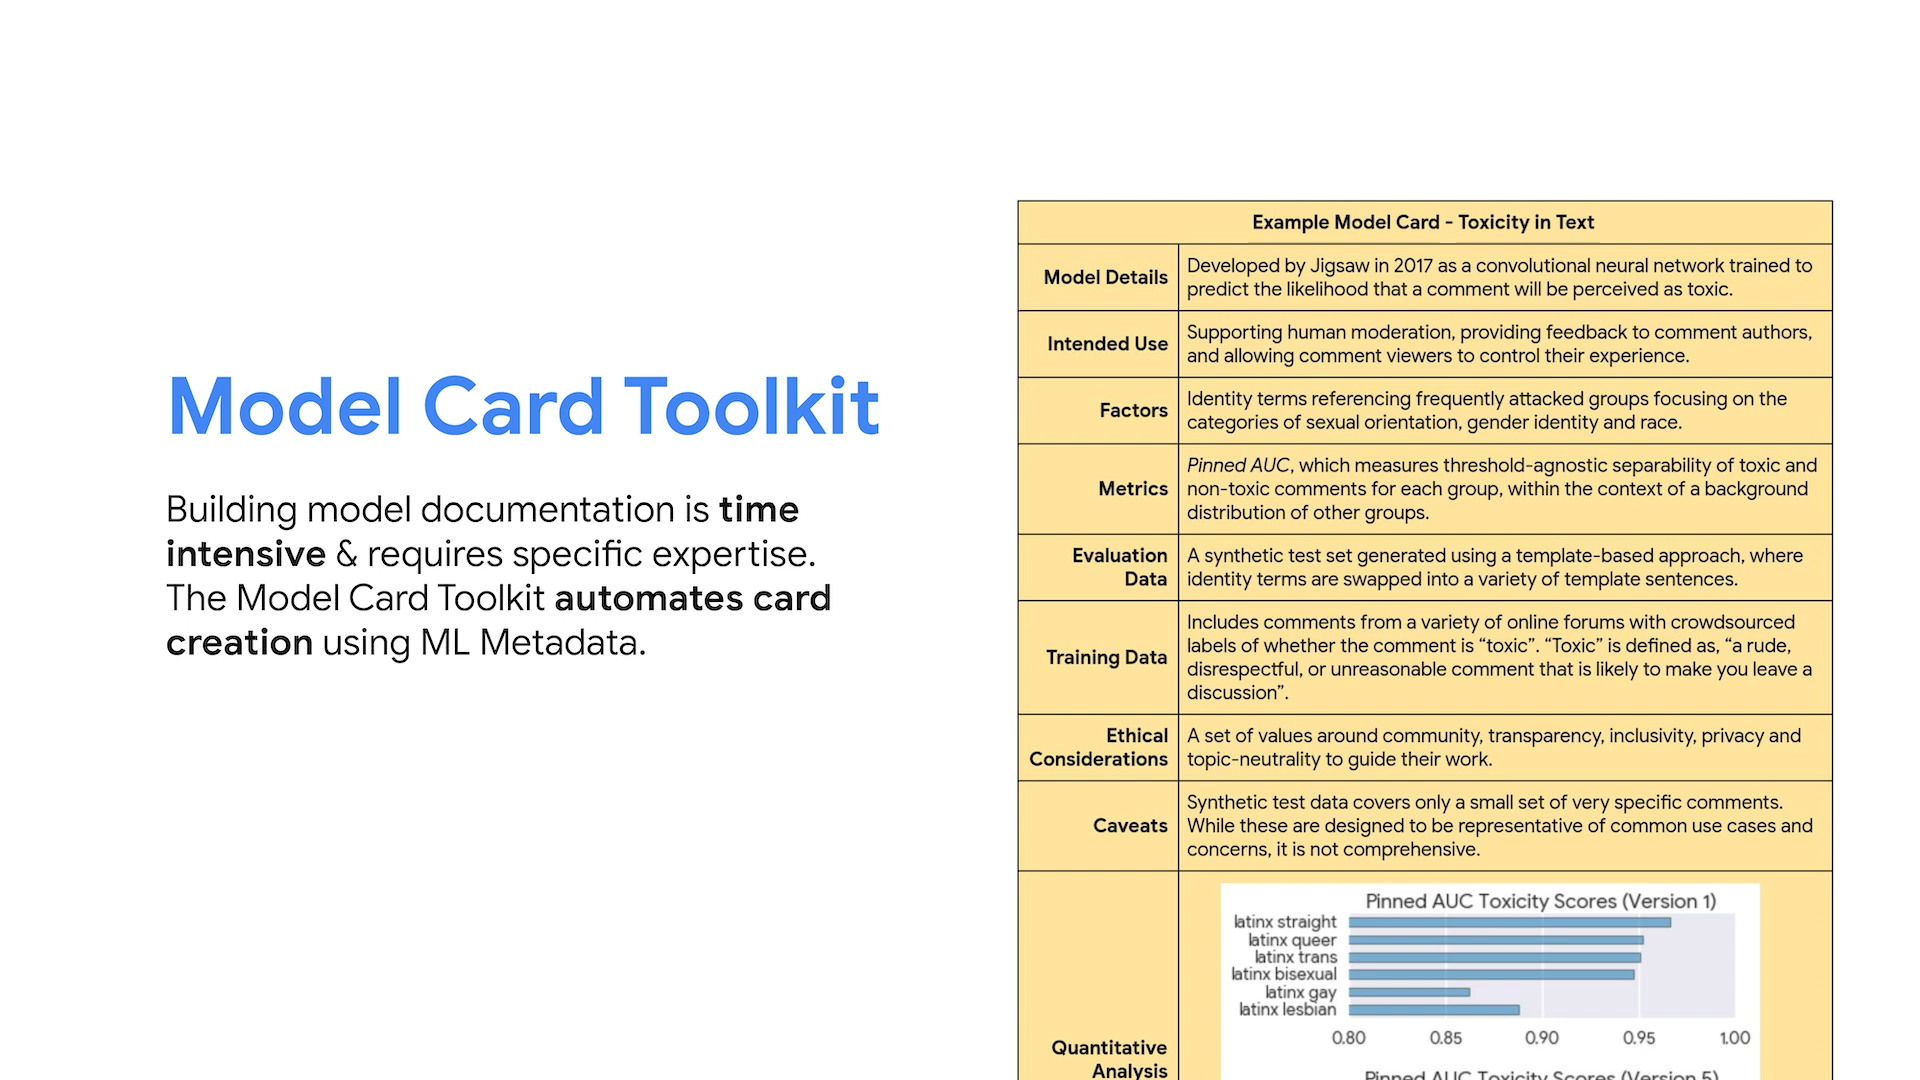 Model Card Toolkit
Building model documentation is time
intensive & requires specific expertise.
The Model Card Toolkit automates card
creation using ML Metadata.
Example Model Card - Toxicity in Text
Model Details
Developed by Jigsaw in 2017 as a convolutional neural network trained to
predict the likelihood that a comment will be perceived as toxic.
Intended Use
Supporting human moderation, providing feedback to comment authors,
and allowing comment viewers to control their experience.
Factors
Identity terms referencing frequently attacked groups focusing on the
categories of sexual orientation, gender identity and race.
Metrics
Pinned AUC, which measures threshold-agnostic separability of toxic and
non-toxic comments for each group, within the context of a background
distribution of other groups.
Evaluation
Data
A synthetic test set generated using a template-based approach, where
identity terms are swapped into a variety of template sentences.
Training Data
Includes comments from a variety of online forums with crowdsourced
labels of whether the comment is “toxic”. “Toxic” is defined as, “a rude,
disrespectful, or unreasonable comment that is likely to make you leave a
discussion”.
Ethical
Considerations
A set of values around community, transparency, inclusivity, privacy and
topic-neutrality to guide their work.
Caveats
Synthetic test data covers only a small set of very specific comments.
While these are designed to be representative of common use cases and
concerns, it is not comprehensive.
Quantitative
Analysis
Pinned AUC Toxicity Scores (Version 1)
latinx straight
latinx queer
latinx trans
latinx bisexual
latinx gay
latinx lesbian
0.80 0.85 0.90 0.95 1.00
Pinned AUC Toxicity Scores (Version 5)